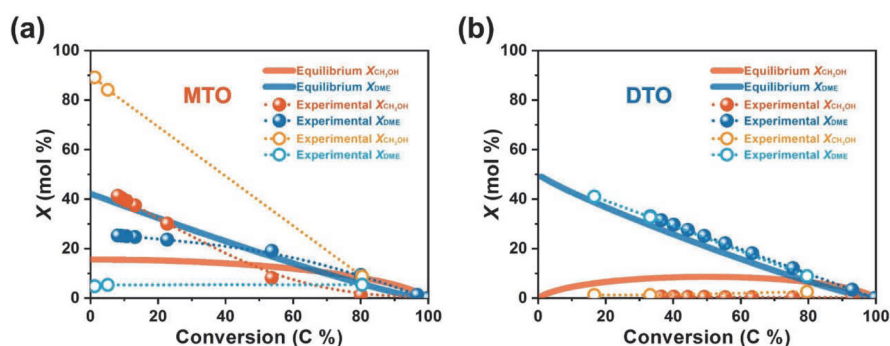 (a)
100
80
60
40
20
0
X (mol %)
0 20 40 60 80 100
Conversion (C %)
MTO
Equilibrium XCH₃OH
Equilibrium XDME
Experimental XCH₃OH
Experimental XDME
Experimental XCH₃OH
Experimental XDME
(b)
100
80
60
40
20
0
X (mol %)
0 20 40 60 80 100
Conversion (C %)
DTO
Equilibrium XCH₃OH
Equilibrium XDME
Experimental XCH₃OH
Experimental XDME
Experimental XCH₃OH
Experimental XDME